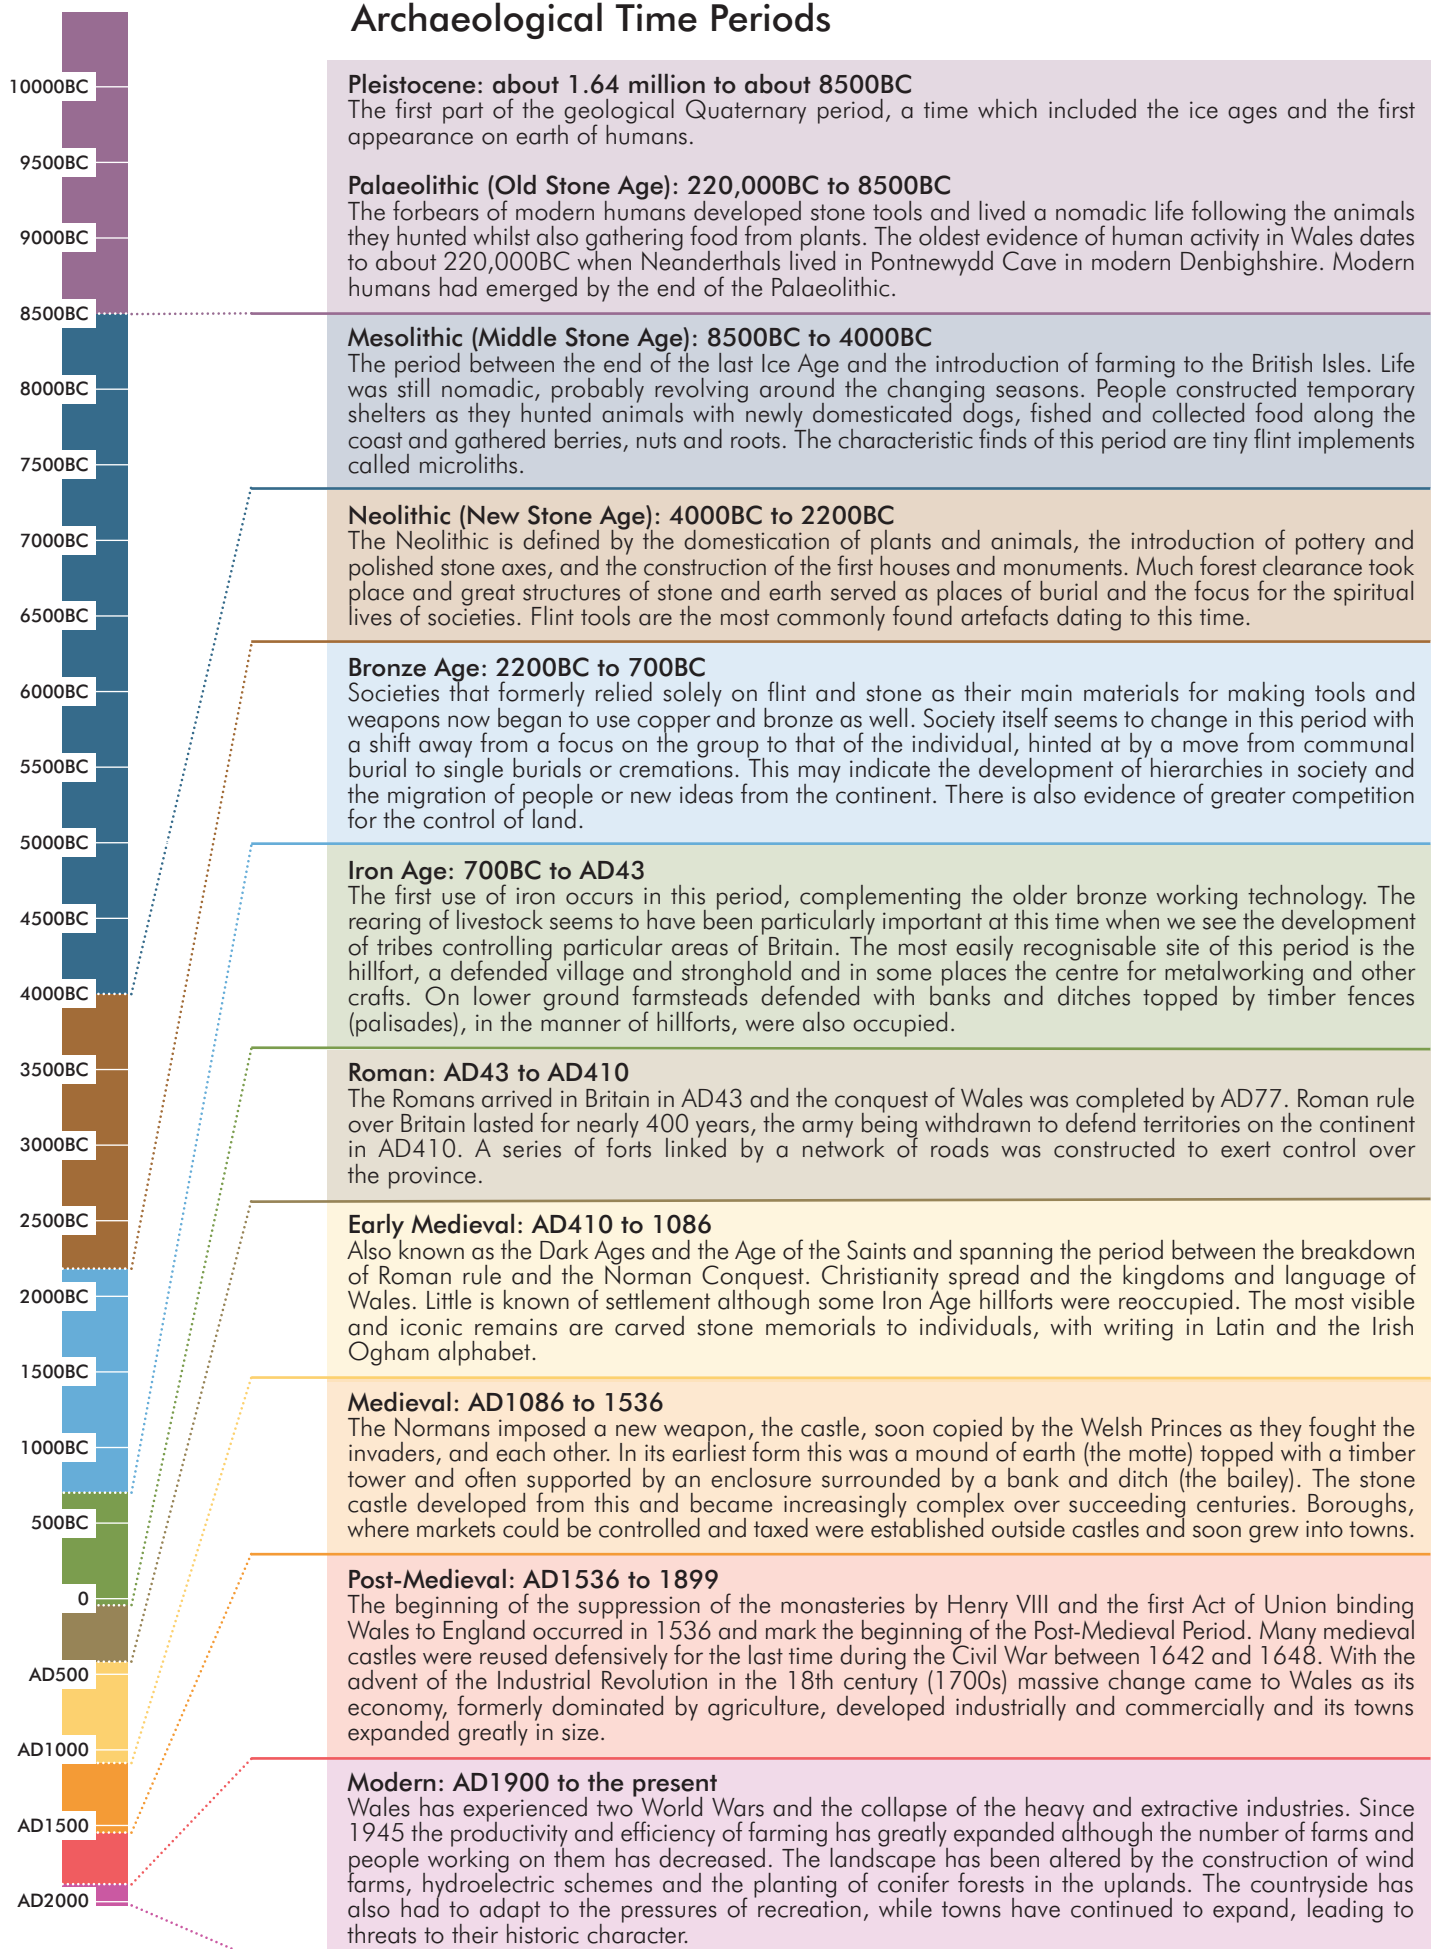 Archaeological Time Periods
10000BC
9500BC
9000BC
8500BC
8000BC
7500BC
7000BC
6500BC
6000BC
5500BC
5000BC
4500BC
4000BC
3500BC
3000BC
2500BC
2000BC
1500BC
1000BC
500BC
0
AD500
AD1000
AD1500
AD2000
Pleistocene: about 1.64 million to about 8500BC
The first part of the geological Quaternary period, a time which included the ice ages and the first
appearance on earth of humans.
Palaeolithic (Old Stone Age): 220,000BC to 8500BC
The forbears of modern humans developed stone tools and lived a nomadic life following the animals
they hunted whilst also gathering food from plants. The oldest evidence of human activity in Wales dates
to about 220,000BC when Neanderthals lived in Pontnewydd Cave in modern Denbighshire. Modern
humans had emerged by the end of the Palaeolithic.
Mesolithic (Middle Stone Age): 8500BC to 4000BC
The period between the end of the last Ice Age and the introduction of farming to the British Isles. Life
was still nomadic, probably revolving around the changing seasons. People constructed temporary
shelters as they hunted animals with newly domesticated dogs, fished and collected food along the
coast and gathered berries, nuts and roots. The characteristic finds of this period are tiny flint implements
called microliths.
Neolithic (New Stone Age): 4000BC to 2200BC
The Neolithic is defined by the domestication of plants and animals, the introduction of pottery and
polished stone axes, and the construction of the first houses and monuments. Much forest clearance took
place and great structures of stone and earth served as places of burial and the focus for the spiritual
lives of societies. Flint tools are the most commonly found artefacts dating to this time.
Bronze Age: 2200BC to 700BC
Societies that formerly relied solely on flint and stone as their main materials for making tools and
weapons now began to use copper and bronze as well. Society itself seems to change in this period with
a shift away from a focus on the group to that of the individual, hinted at by a move from communal
burial to single burials or cremations. This may indicate the development of hierarchies in society and
the migration of people or new ideas from the continent. There is also evidence of greater competition
for the control of land.
Iron Age: 700BC to AD43
The first use of iron occurs in this period, complementing the older bronze working technology. The
rearing of livestock seems to have been particularly important at this time when we see the development
of tribes controlling particular areas of Britain. The most easily recognisable site of this period is the
hillfort, a defended village and stronghold and in some places the centre for metalworking and other
crafts. On lower ground farmsteads defended with banks and ditches topped by timber fences
(palisades), in the manner of hillforts, were also occupied.
Roman: AD43 to AD410
The Romans arrived in Britain in AD43 and the conquest of Wales was completed by AD77. Roman rule
over Britain lasted for nearly 400 years, the army being withdrawn to defend territories on the continent
in AD410. A series of forts linked by a network of roads was constructed to exert control over
the province.
Early Medieval: AD410 to 1086
Also known as the Dark Ages and the Age of the Saints and spanning the period between the breakdown
of Roman rule and the Norman Conquest. Christianity spread and the kingdoms and language of
Wales. Little is known of settlement although some Iron Age hillforts were reoccupied. The most visible
and iconic remains are carved stone memorials to individuals, with writing in Latin and the Irish
Ogham alphabet.
Medieval: AD1086 to 1536
The Normans imposed a new weapon, the castle, soon copied by the Welsh Princes as they fought the
invaders, and each other. In its earliest form this was a mound of earth (the motte) topped with a timber
tower and often supported by an enclosure surrounded by a bank and ditch (the bailey). The stone
castle developed from this and became increasingly complex over succeeding centuries. Boroughs,
where markets could be controlled and taxed were established outside castles and soon grew into towns.
Post-Medieval: AD1536 to 1899
The beginning of the suppression of the monasteries by Henry VIII and the first Act of Union binding
Wales to England occurred in 1536 and mark the beginning of the Post-Medieval Period. Many medieval
castles were reused defensively for the last time during the Civil War between 1642 and 1648. With the
advent of the Industrial Revolution in the 18th century (1700s) massive change came to Wales as its
economy, formerly dominated by agriculture, developed industrially and commercially and its towns
expanded greatly in size.
Modern: AD1900 to the present
Wales has experienced two World Wars and the collapse of the heavy and extractive industries. Since
1945 the productivity and efficiency of farming has greatly expanded although the number of farms and
people working on them has decreased. The landscape has been altered by the construction of wind
farms, hydroelectric schemes and the planting of conifer forests in the uplands. The countryside has
also had to adapt to the pressures of recreation, while towns have continued to expand, leading to
threats to their historic character.